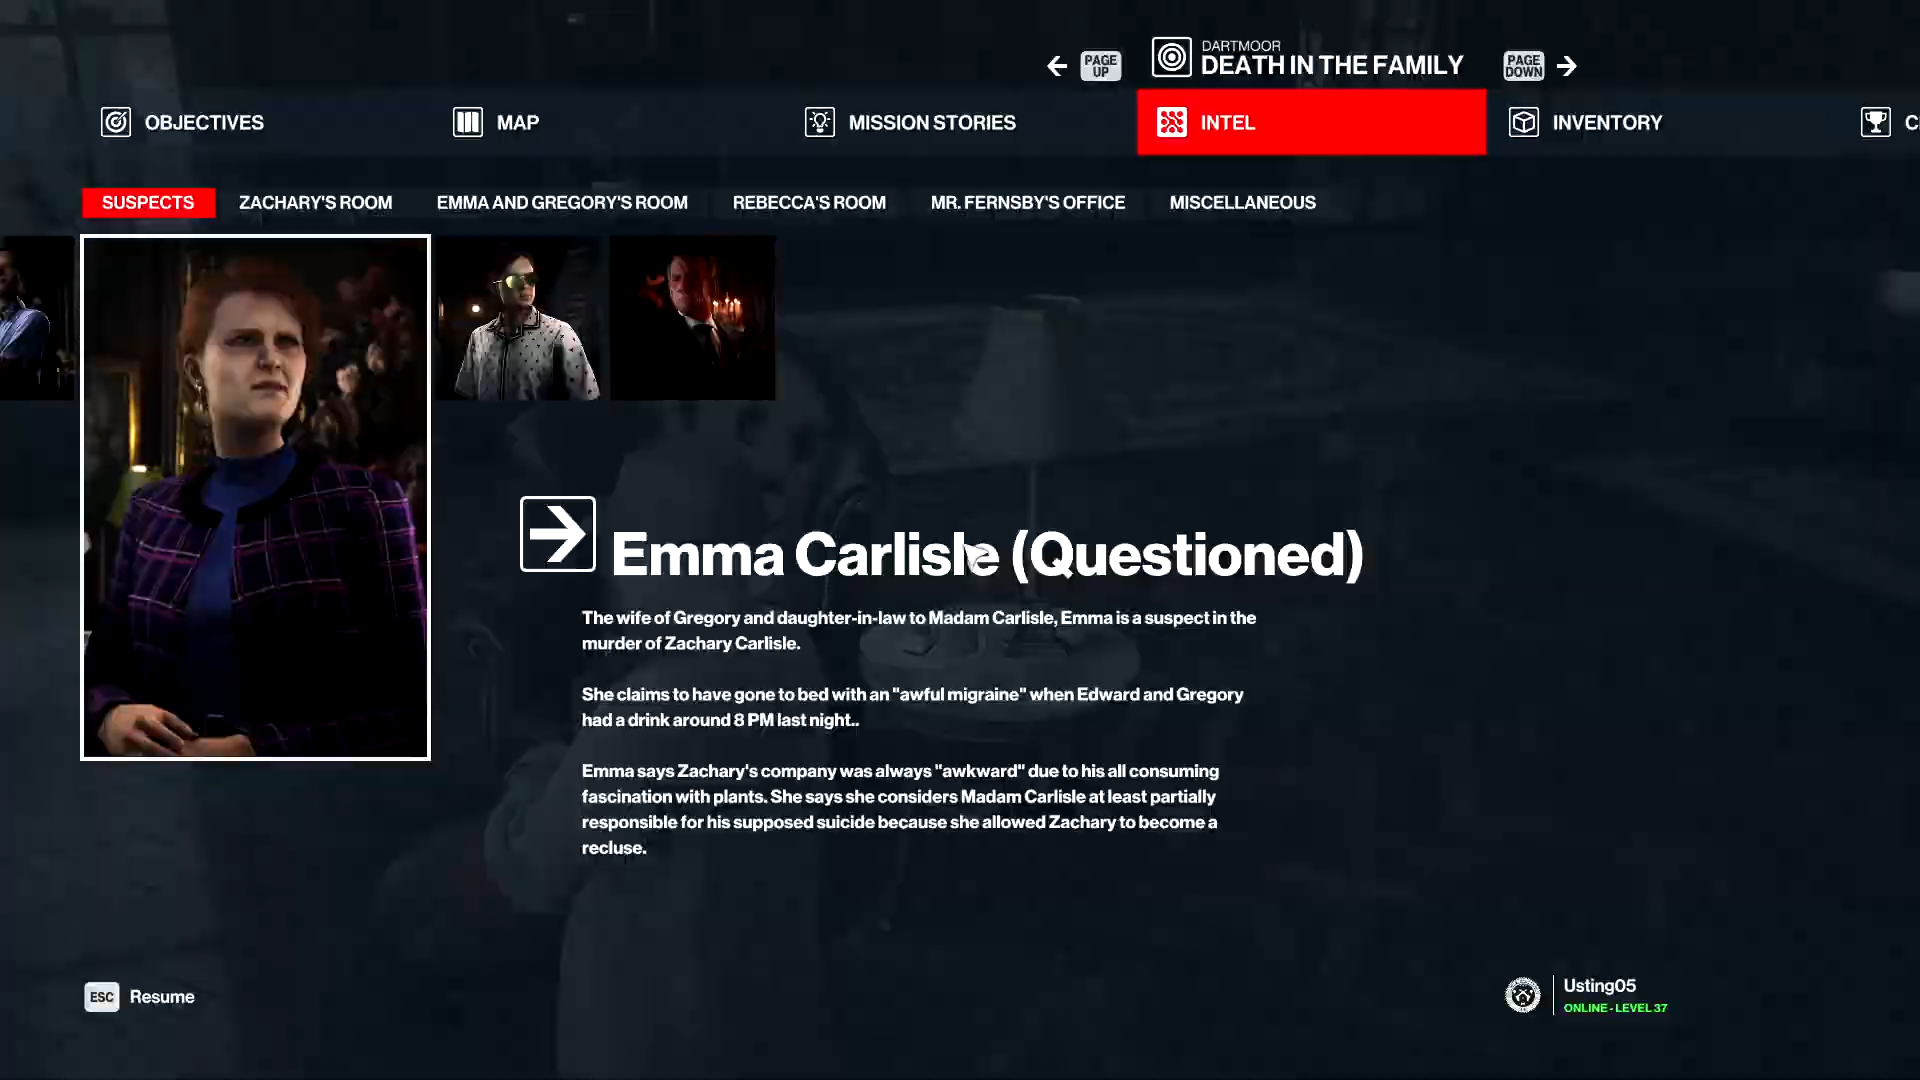 DARTMOOR
PAGE UP
DEATH IN THE FAMILY
PAGE DOWN
OBJECTIVES
MAP
MISSION STORIES
INTEL
INVENTORY
SUSPECTS
ZACHARY'S ROOM
EMMA AND GREGORY'S ROOM
REBECCA'S ROOM
MR. FERNSBY'S OFFICE
MISCELLANEOUS
Emma Carlisle (Questioned)
The wife of Gregory and daughter-in-law to Madam Carlisle, Emma is a suspect in the
murder of Zachary Carlisle.
She claims to have gone to bed with an "awful migraine" when Edward and Gregory
had a drink around 8 PM last night..
Emma says Zachary's company was always "awkward" due to his all consuming
fascination with plants. She says she considers Madam Carlisle at least partially
responsible for his supposed suicide because she allowed Zachary to become a
recluse.
ESC Resume
Usting05
ONLINE - LEVEL 37